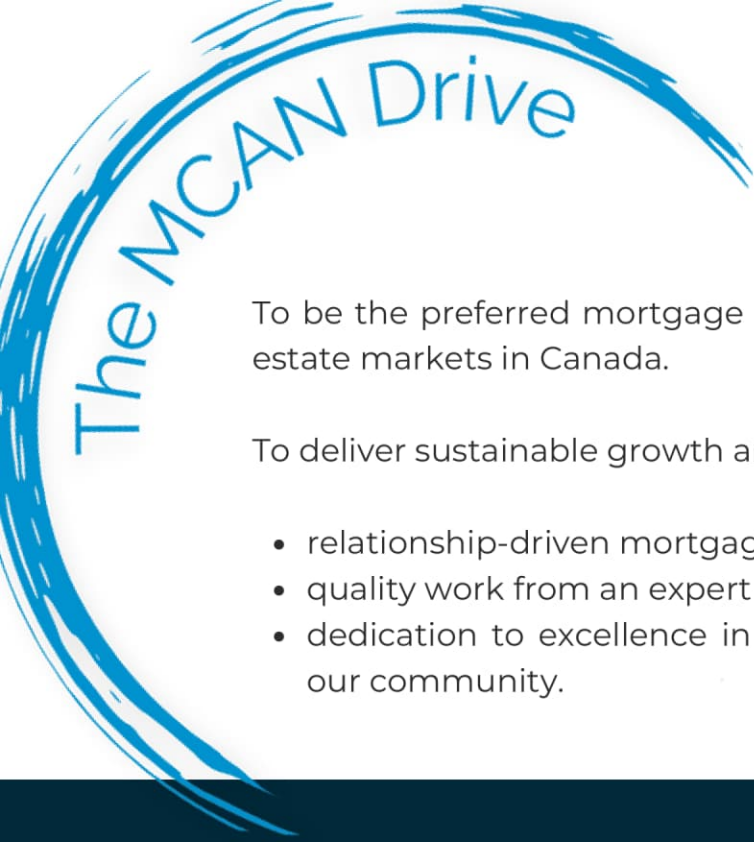 The MCAN Drive
To be the preferred mortgage
estate markets in Canada.
To deliver sustainable growth a
• relationship-driven mortgag
• quality work from an expert
• dedication to excellence in
our community.